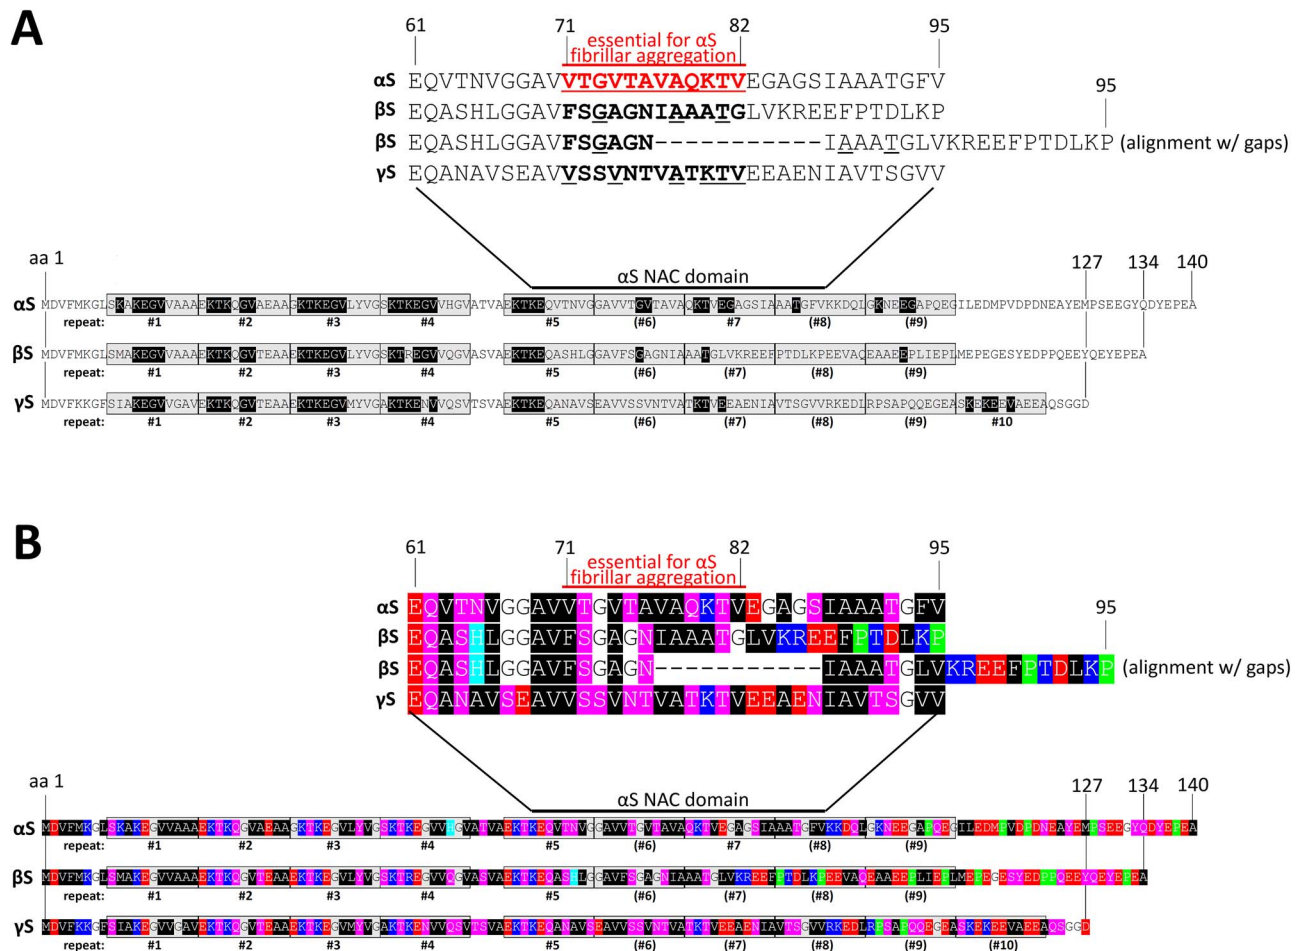 A
61 71 82 95
essential for αS
fibrillar aggregation
αS EQVTNVGGAVVTGVTAVAQKTVEGAGSIAAATGFV
95
βS EQASHLGGAVFSGAGNIAAATGLVKREEFPTDLKP
βS EQASHLGGAVFSGAGN-----------IAAATGLVKREEFPTDLKP (alignment w/ gaps)
γS EQANAVSEAVVSSVNTVATKTVEEAENIAVTSGVV
aa 1 αS NAC domain 127 134 140
αS MDVFMKGLSKAKEGVVAAAEKTKQGVAEAAGKTKEGVLYVGSKTKEGVVHGVATVAEKTKEQVTNVGGAVVTGVTAVAQKTVEGAGSIAAATGFVKKDQLGKNEEGAPQEGILEDMPVDPDNEAYEMPSEEGYQDYEPEA
repeat: #1 #2 #3 #4 #5 (#6) #7 (#8) (#9)
βS MDVFMKGLSMAKEGVVAAAEKTKQGVTEAAEKTKEGVLYVGSKTREGVVQGVASVAEKTKEQASHLGGAVFSGAGNIAAATGLVKREEFPTDLKPEEVAQEAAEEPLIEPLMEPEGESYEDPPQEEYQEYEPEA
repeat: #1 #2 #3 #4 #5 (#6) (#7) (#8) (#9)
γS MDVFKKGFSIAKEGVVGAVEKTKQGVTEAAEKTKEGVMYVGAKTKENVVQSVTSVAEKTKEQANAVSEAVVSSVNTVATKTVEEAENIAVTSGVVRKEDLRPSAPQQEGEASKEKEEVAEEAQSGGD
repeat: #1 #2 #3 #4 #5 (#6) (#7) (#8) (#9) #10
B
61 71 82 95
essential for αS
fibrillar aggregation
αS EQVTNVGGAVVTGVTAVAQKTVEGAGSIAAATGFV
βS EQASHLGGAVFSGAGNIAAATGLVKREEFPTDLKP
95
βS EQASHLGGAVFSGAGN-----------IAAATGLVKREEFPTDLKP (alignment w/ gaps)
γS EQANAVSEAVVSSVNTVATKTVEEAENIAVTSGVV
aa 1 αS NAC domain 127 134 140
αS MDVFMKGLSKAKEGVVAAAEKTKQGVAEAAGKTKEGVLYVGSKTKEGVVHGVATVAEKTKEQVTNVGGAVVTGVTAVAQKTVEGAGSIAAATGFVKKDQLGKNEEGAPQEGILEDMPVDPDNEAYEMPSEEGYQDYEPEA
repeat: #1 #2 #3 #4 #5 (#6) #7 (#8) (#9)
βS MDVFMKGLSMAKEGVVAAAEKTKQGVTEAAEKTKEGVLYVGSKTREGVVQGVASVAEKTKEQASHLGGAVFSGAGNIAAATGLVKREEFPTDLKPEEVAQEAAEEPLIEPLMEPEGESYEDPPQEEYQEYEPEA
repeat: #1 #2 #3 #4 #5 (#6) (#7) (#8) (#9)
γS MDVFKKGFSIAKEGVVGAVEKTKQGVTEAAEKTKEGVMYVGAKTKENVVQSVTSVAEKTKEQANAVSEAVVSSVNTVATKTVEEAENIAVTSGVVRKEDLRPSAPQQEGEASKEKEEVAEEAQSGGD
repeat: #1 #2 #3 #4 #5 (#6) (#7) (#8) (#9) (#10)